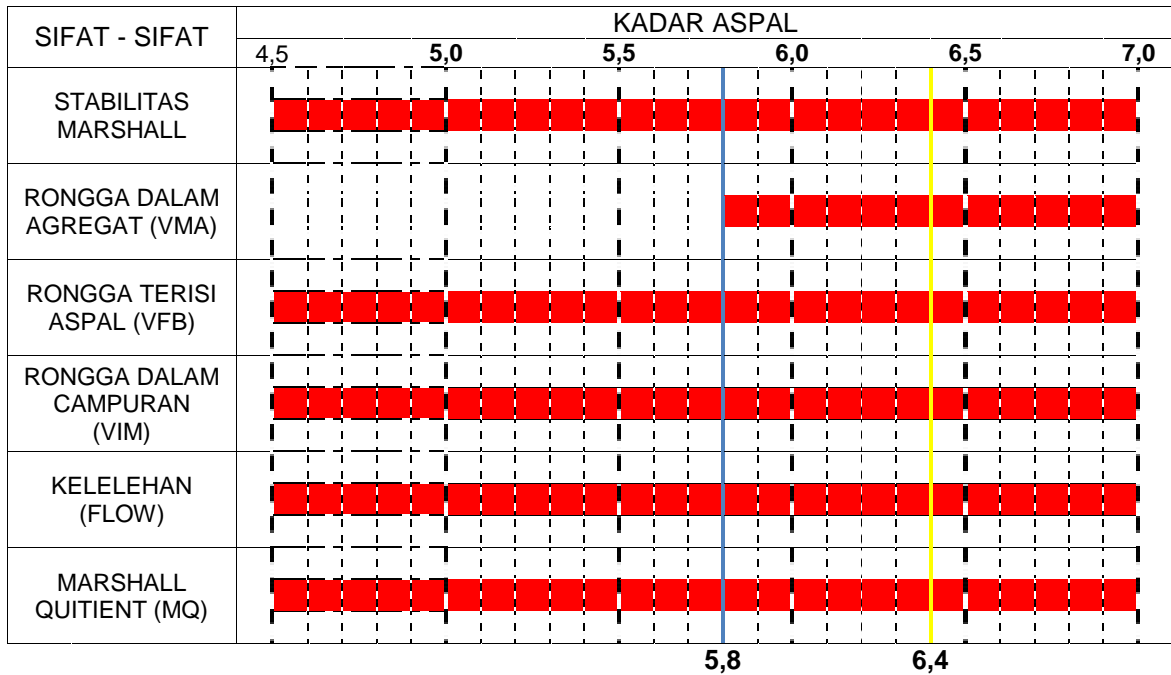 SIFAT - SIFAT
KADAR ASPAL
4,5 5,0 5,5 6,0 6,5 7,0
STABILITAS
MARSHALL
RONGGA DALAM
AGREGAT (VMA)
RONGGA TERISI
ASPAL (VFB)
RONGGA DALAM
CAMPURAN
(VIM)
KELELEHAN
(FLOW)
MARSHALL
QUITIENT (MQ)
5,8 6,4